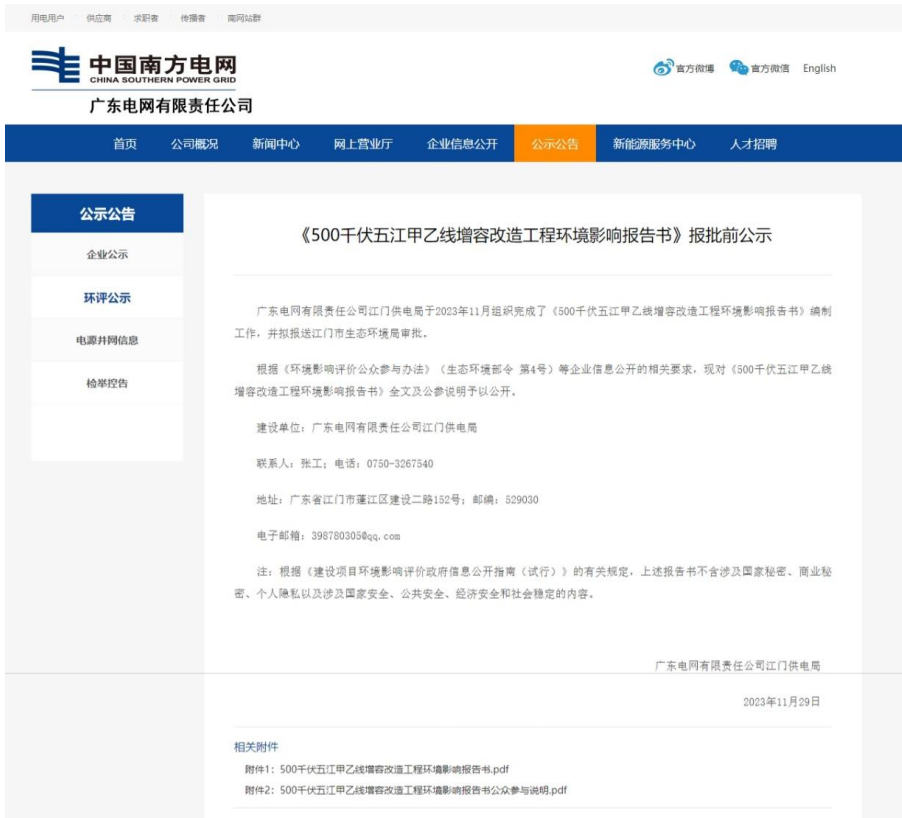 用电用户 供应商 求职者 传播者 南网站群
中国南方电网
CHINA SOUTHERN POWER GRID
广东电网有限责任公司
官方微博 官方微信 English
首页 公司概况 新闻中心 网上营业厅 企业信息公开 公示公告 新能源服务中心 人才招聘
公示公告
企业公示
环评公示
电源并网信息
检举控告
《500千伏五江甲乙线增容改造工程环境影响报告书》报批前公示
广东电网有限责任公司江门供电局于2023年11月组织完成了《500千伏五江甲乙线增容改造工程环境影响报告书》编制
工作，并拟报送江门市生态环境局审批。
根据《环境影响评价公众参与办法》（生态环境部令 第4号）等企业信息公开的相关要求，现对《500千伏五江甲乙线
增容改造工程环境影响报告书》全文及公参说明予以公开。
建设单位：广东电网有限责任公司江门供电局
联系人：张工；电话：0750-3267540
地址：广东省江门市蓬江区建设二路152号；邮编：529030
电子邮箱：398780305@qq.com
注：根据《建设项目环境影响评价政府信息公开指南（试行）》的有关规定，上述报告书不含涉及国家秘密、商业秘
密、个人隐私以及涉及国家安全、公共安全、经济安全和社会稳定的内容。
广东电网有限责任公司江门供电局
2023年11月29日
相关附件
附件1：500千伏五江甲乙线增容改造工程环境影响报告书.pdf
附件2：500千伏五江甲乙线增容改造工程环境影响报告书公众参与说明.pdf